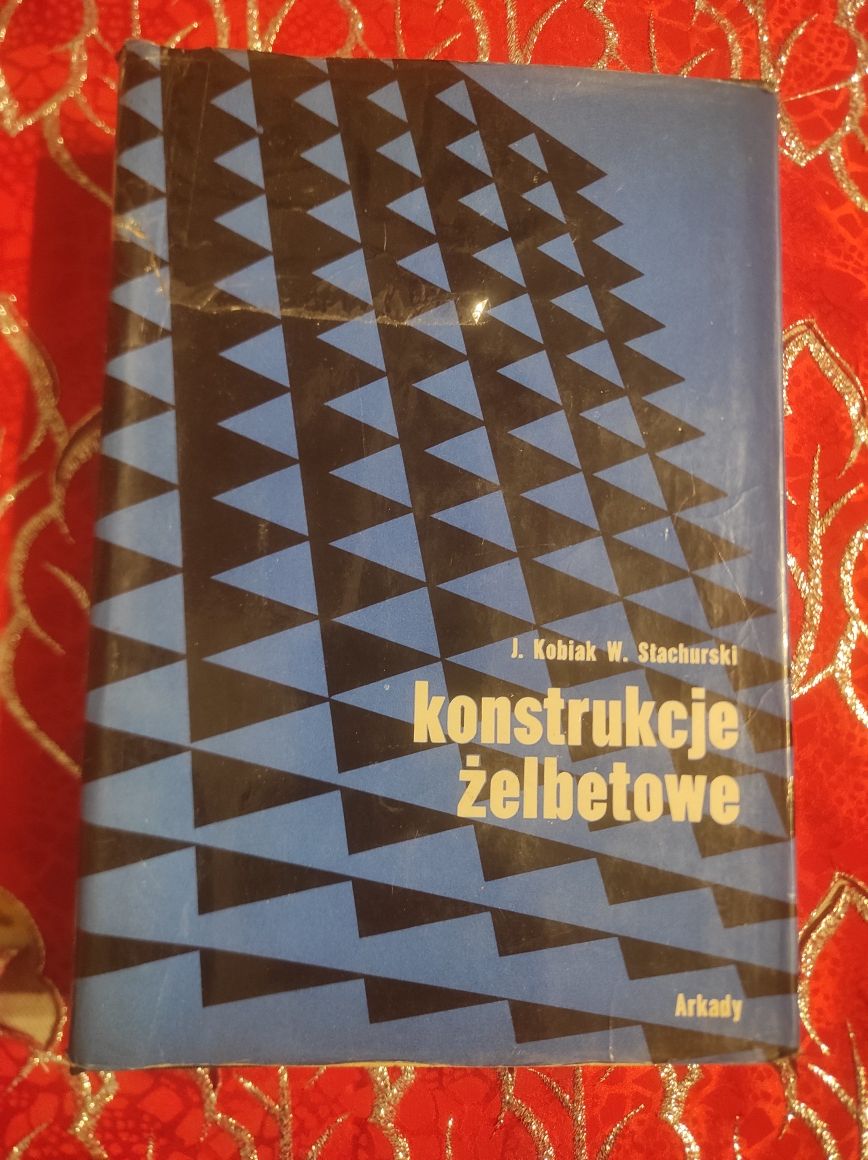 J. Kobiak W. Stachurski
konstrukcje
żelbetowe
Arkady